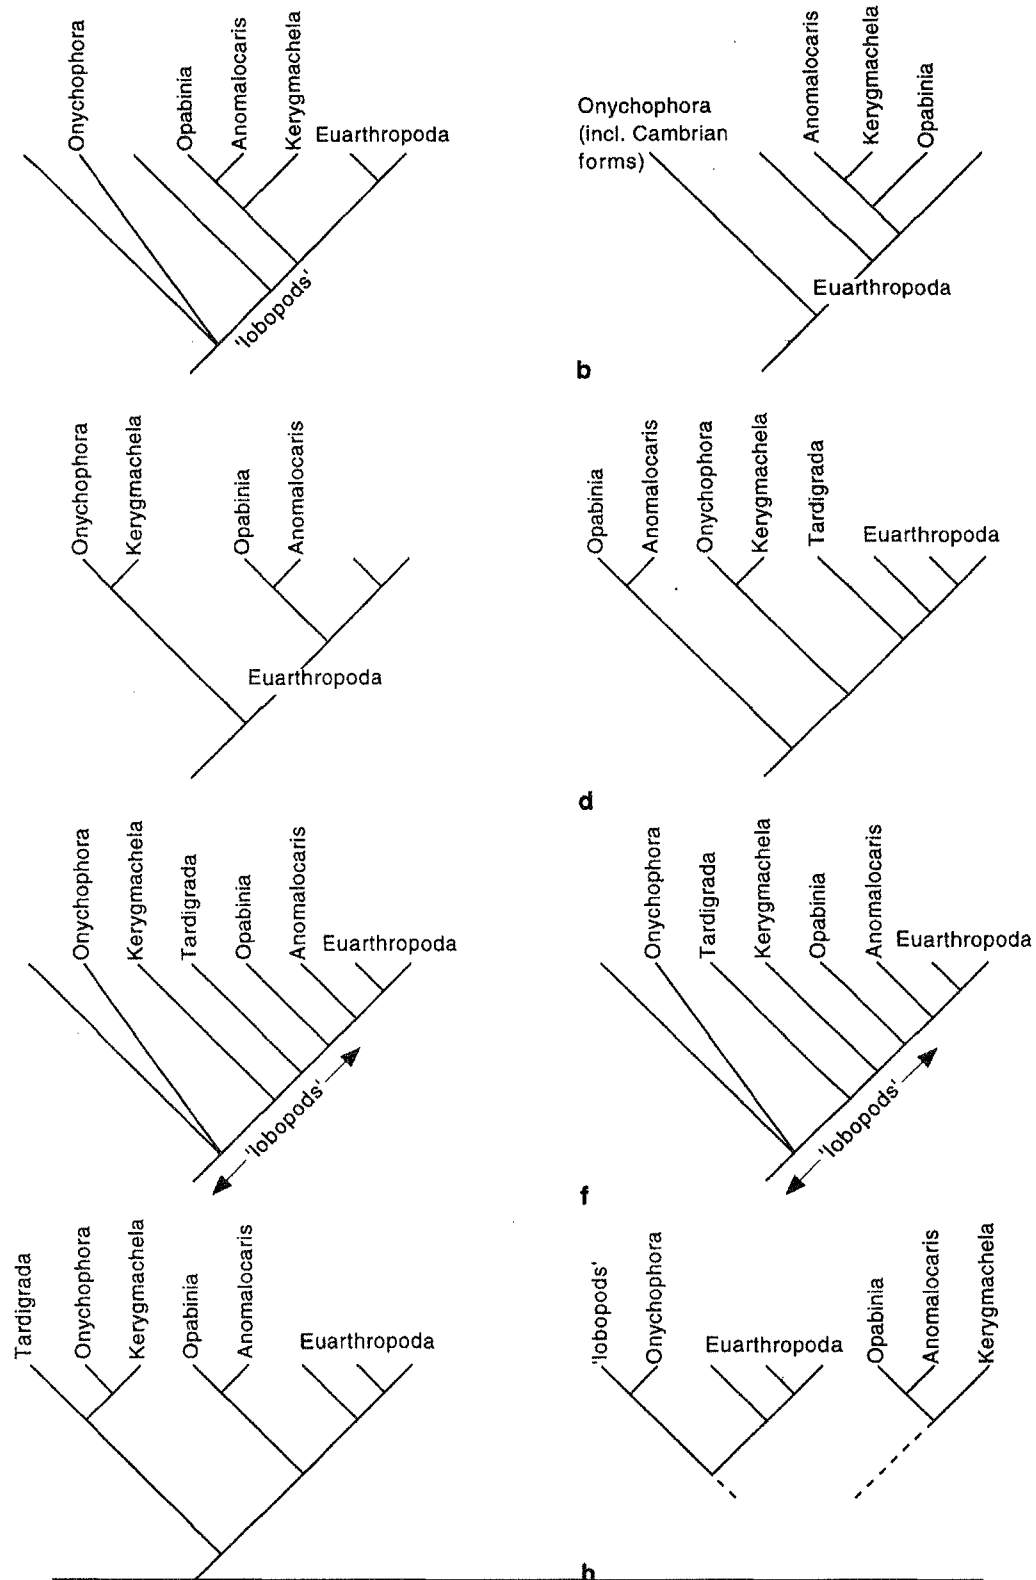 Onychophora
Opabinia
Anomalocaris
Kerygmachela
Euarthropoda
'lobopods'
Onychophora
(incl. Cambrian
forms)
Anomalocaris
Kerygmachela
Opabinia
Euarthropoda
b
Onychophora
Kerygmachela
Opabinia
Anomalocaris
Euarthropoda
Opabinia
Anomalocaris
Onychophora
Kerygmachela
Tardigrada
Euarthropoda
d
Onychophora
Kerygmachela
Tardigrada
Opabinia
Anomalocaris
Euarthropoda
'lobopods'
Onychophora
Tardigrada
Kerygmachela
Opabinia
Anomalocaris
Euarthropoda
'lobopods'
f
Tardigrada
Onychophora
Kerygmachela
Opabinia
Anomalocaris
Euarthropoda
'lobopods'
Onychophora
Euarthropoda
Opabinia
Anomalocaris
Kerygmachela
h